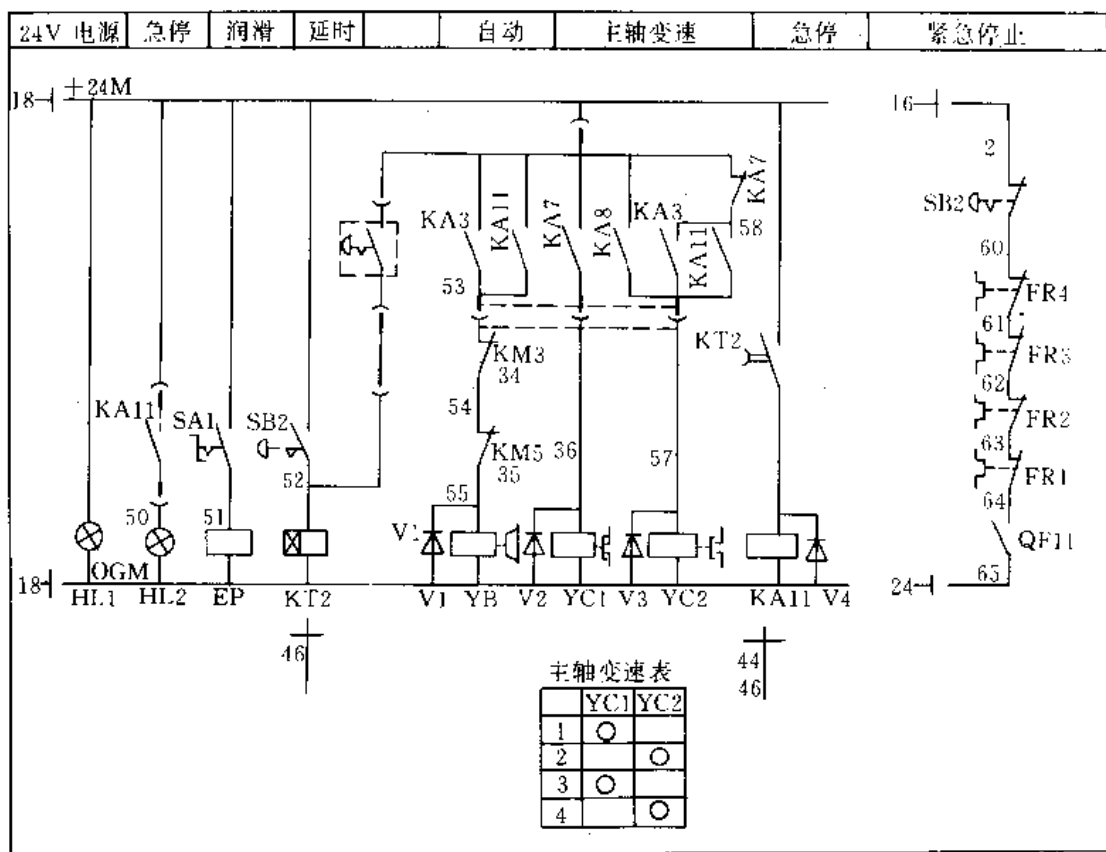 24V 电源 急停 润滑 延时 自动 主轴变速 急停 紧急停止
18 ±24M 16
2
KA7
SB2
KA3 KA11 KA7 KA8 KA3 KA11 58
60
53
FR4
61
KT2 KM3
34
FR3
62
KA11 SA1 SB2 54
FR2
63
KM5
35
36 57
52
FR1
64
55
50 51 V1
QF11
65
18 OGM 24
HL1 HL2 EP KT2 V1 YB V2 YC1 V3 YC2 KA11 V4
46 44
46
主轴变速表
YC1 YC2
1 ○
2 ○
3 ○
4 ○